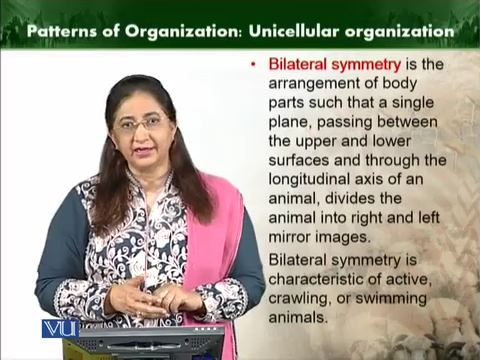 Patterns of Organization: Unicellular organization
• Bilateral symmetry is the
arrangement of body
parts such that a single
plane, passing between
the upper and lower
surfaces and through the
longitudinal axis of an
animal, divides the
animal into right and left
mirror images.
Bilateral symmetry is
characteristic of active,
crawling, or swimming
animals.
VU